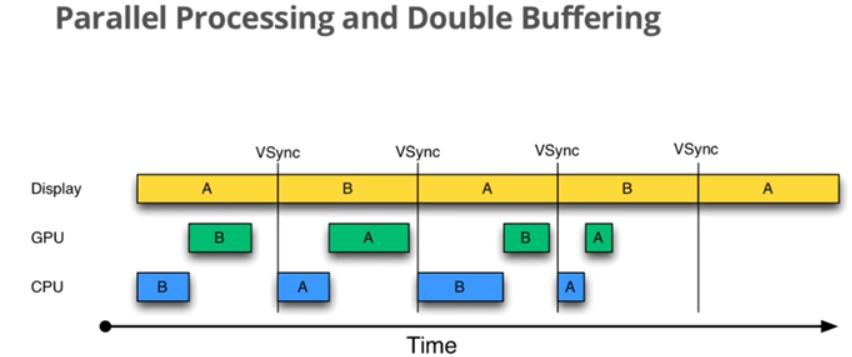 Parallel Processing and Double Buffering
VSync VSync VSync VSync
Display A B A B A
GPU B A B A
CPU B A B A
Time